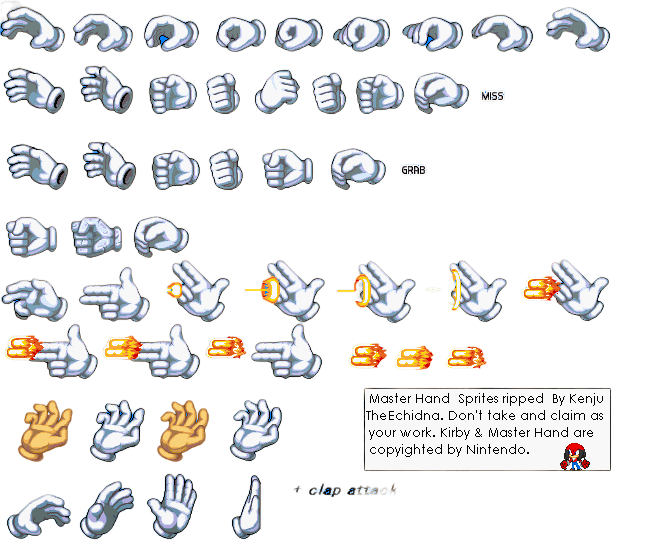 MISS
GRAB
Master Hand Sprites ripped By Kenju
TheEchidna. Don't take and claim as
your work. Kirby & Master Hand are
copyighted by Nintendo.
+ clap attack